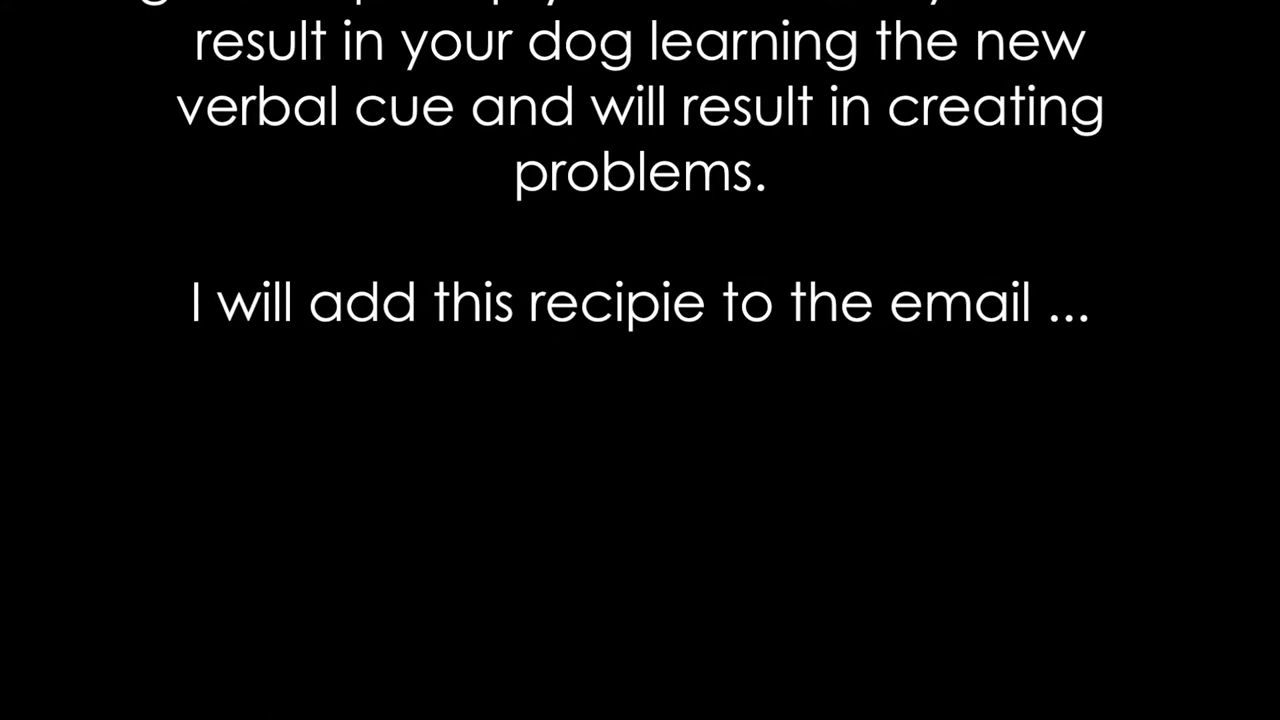 result in your dog learning the new
verbal cue and will result in creating
problems.
I will add this recipie to the email ...